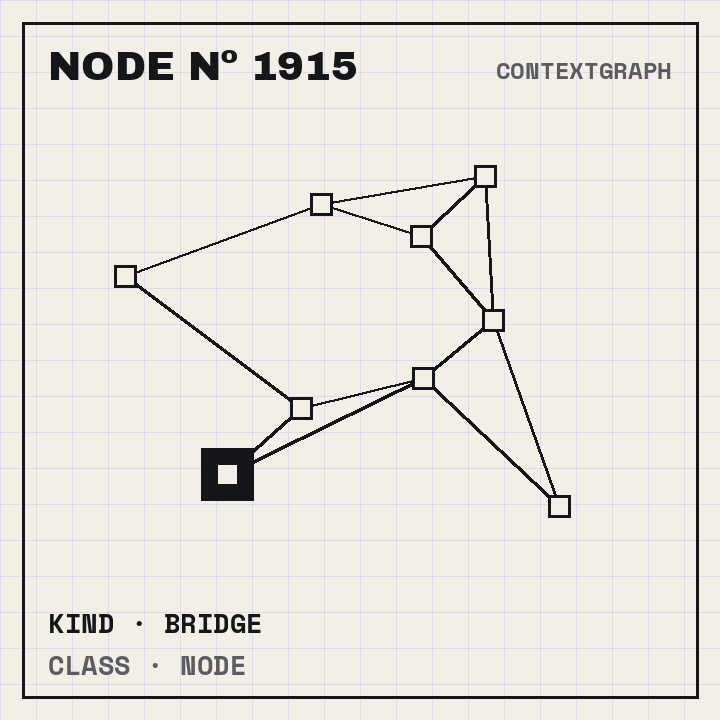 NODE Nº 1915
CONTEXTGRAPH
KIND · BRIDGE
CLASS · NODE